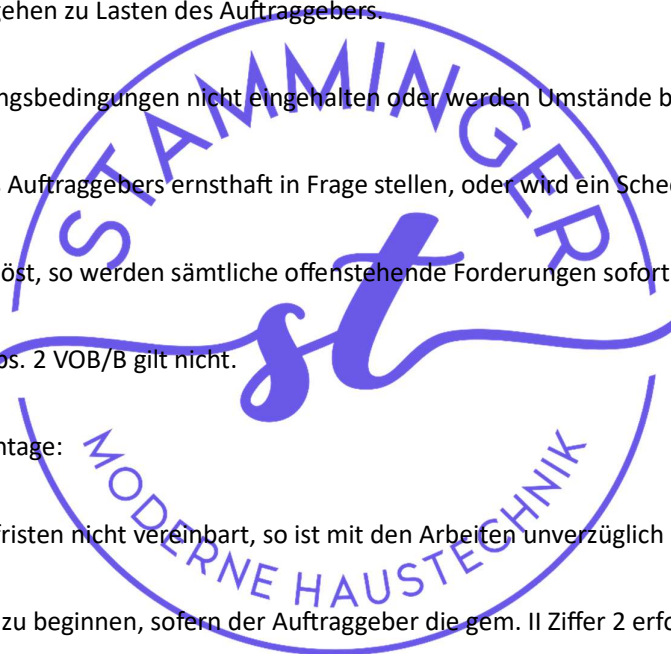 gehen zu Lasten des Auftraggebers.
ngsbedingungen nicht eingehalten oder werden Umstände b
s Auftraggebers ernsthaft in Frage stellen, oder wird ein Sche
öst, so werden sämtliche offenstehende Forderungen sofort
bs. 2 VOB/B gilt nicht.
ntage:
fristen nicht vereinbart, so ist mit den Arbeiten unverzüglich
zu beginnen, sofern der Auftraggeber die gem. II Ziffer 2 erfo
STAMMINGER
st
MODERNE HAUSTECHNIK